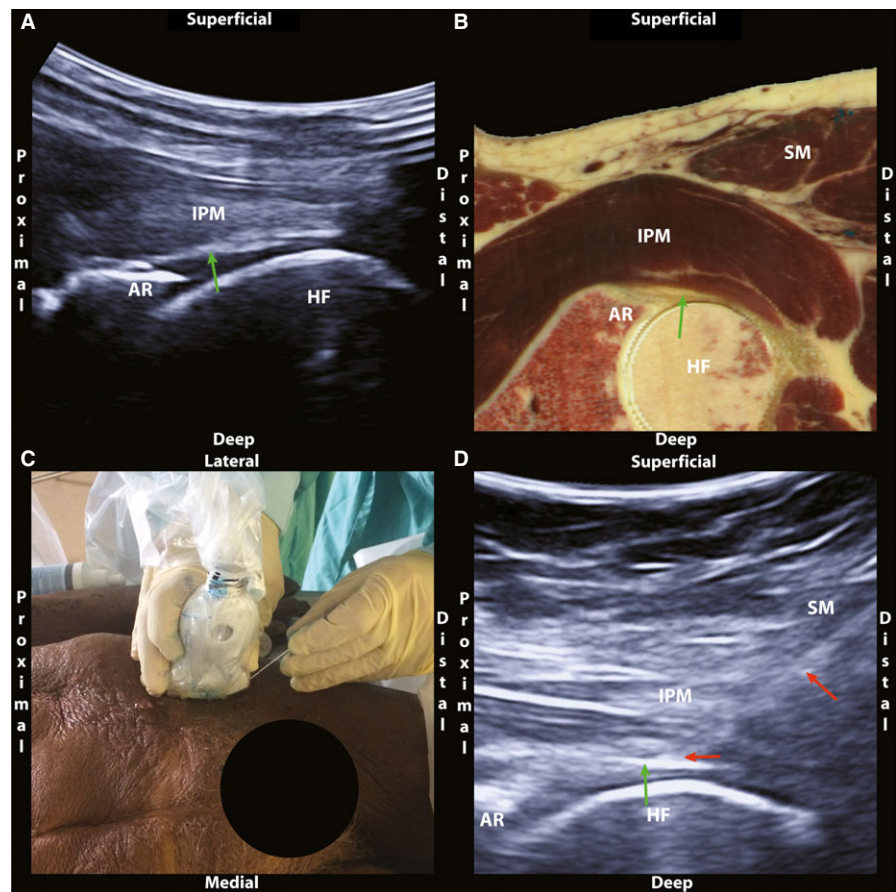 A
Superficial
Proximal
Distal
IPM
AR
HF
Deep
B
Superficial
Proximal
Distal
SM
IPM
AR
HF
Deep
C
Lateral
Proximal
Distal
Medial
D
Superficial
Proximal
Distal
SM
IPM
AR
HF
Deep